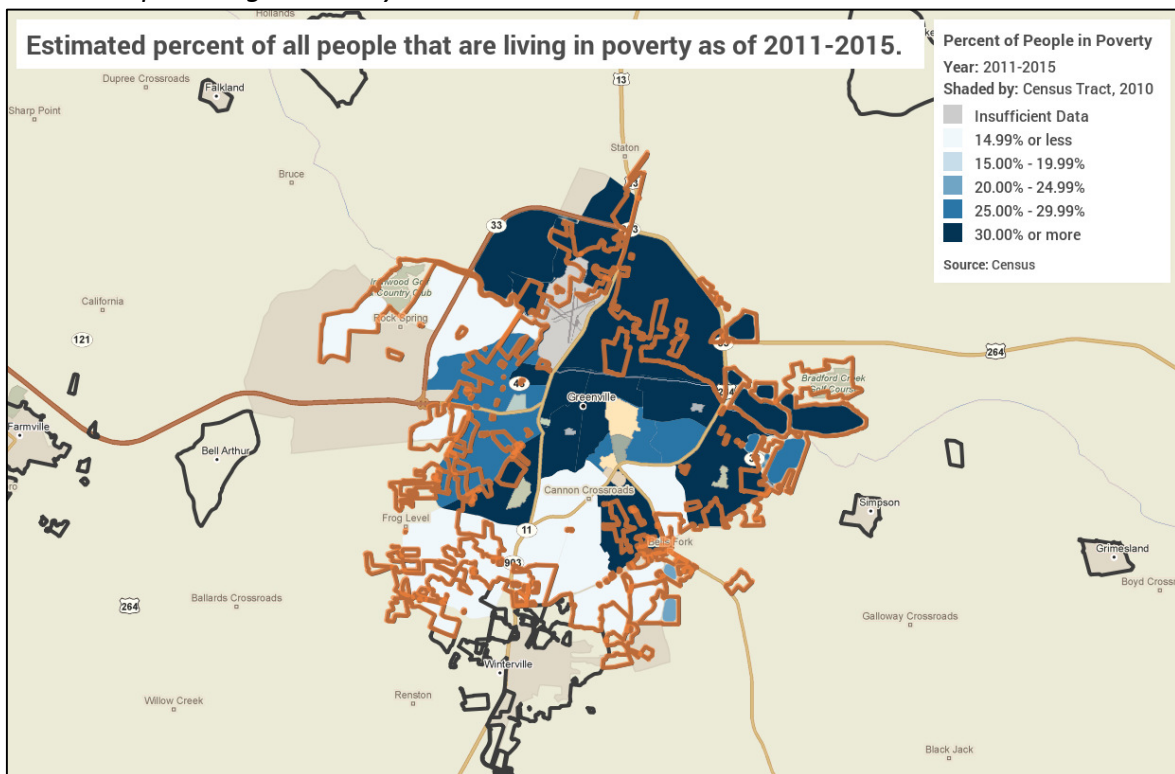 Hollands
Estimated percent of all people that are living in poverty as of 2011-2015.
Percent of People in Poverty
Year: 2011-2015
Shaded by: Census Tract, 2010
Insufficient Data
14.99% or less
15.00% - 19.99%
20.00% - 24.99%
25.00% - 29.99%
30.00% or more
Source: Census
Dupree Crossroads
13
Falkland
Sharp Point
Staton
Bruce
33
California
Rock Spring
121
264
Bradford Creek
Greenville
Farmville
Bell Arthur
Cannon Crossroads
Simpson
Frog Level
11
Bells Fork
903
Grimesland
264
Ballards Crossroads
Galloway Crossroads
Winterville
Willow Creek
Renston
Black Jack